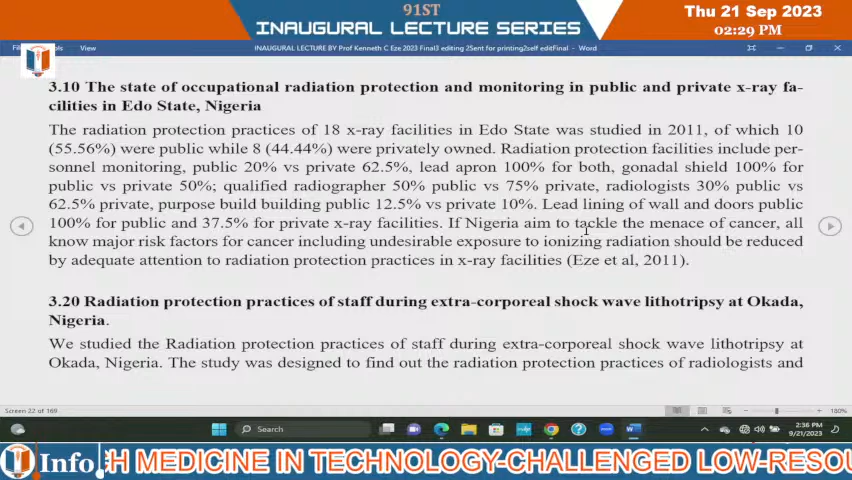 91ST
INAUGURAL LECTURE SERIES
Thu 21 Sep 2023
02:29 PM
View
INAUGURAL LECTURE BY Prof Kenneth C Eze 2023 Final3 editing 2Sent for printing2self editFinal - Word
3.10 The state of occupational radiation protection and monitoring in public and private x-ray fa-
cilities in Edo State, Nigeria
The radiation protection practices of 18 x-ray facilities in Edo State was studied in 2011, of which 10
(55.56%) were public while 8 (44.44%) were privately owned. Radiation protection facilities include per-
sonnel monitoring, public 20% vs private 62.5%, lead apron 100% for both, gonadal shield 100% for
public vs private 50%; qualified radiographer 50% public vs 75% private, radiologists 30% public vs
62.5% private, purpose build building public 12.5% vs private 10%. Lead lining of wall and doors public
100% for public and 37.5% for private x-ray facilities. If Nigeria aim to tackle the menace of cancer, all
know major risk factors for cancer including undesirable exposure to ionizing radiation should be reduced
by adequate attention to radiation protection practices in x-ray facilities (Eze et al, 2011).
3.20 Radiation protection practices of staff during extra-corporeal shock wave lithotripsy at Okada,
Nigeria.
We studied the Radiation protection practices of staff during extra-corporeal shock wave lithotripsy at
Okada, Nigeria. The study was designed to find out the radiation protection practices of radiologists and
Screen 22 of 169
180%
Search
2:36 PM
9/21/2023
Info.
CH MEDICINE IN TECHNOLOGY-CHALLENGED LOW-RESOU